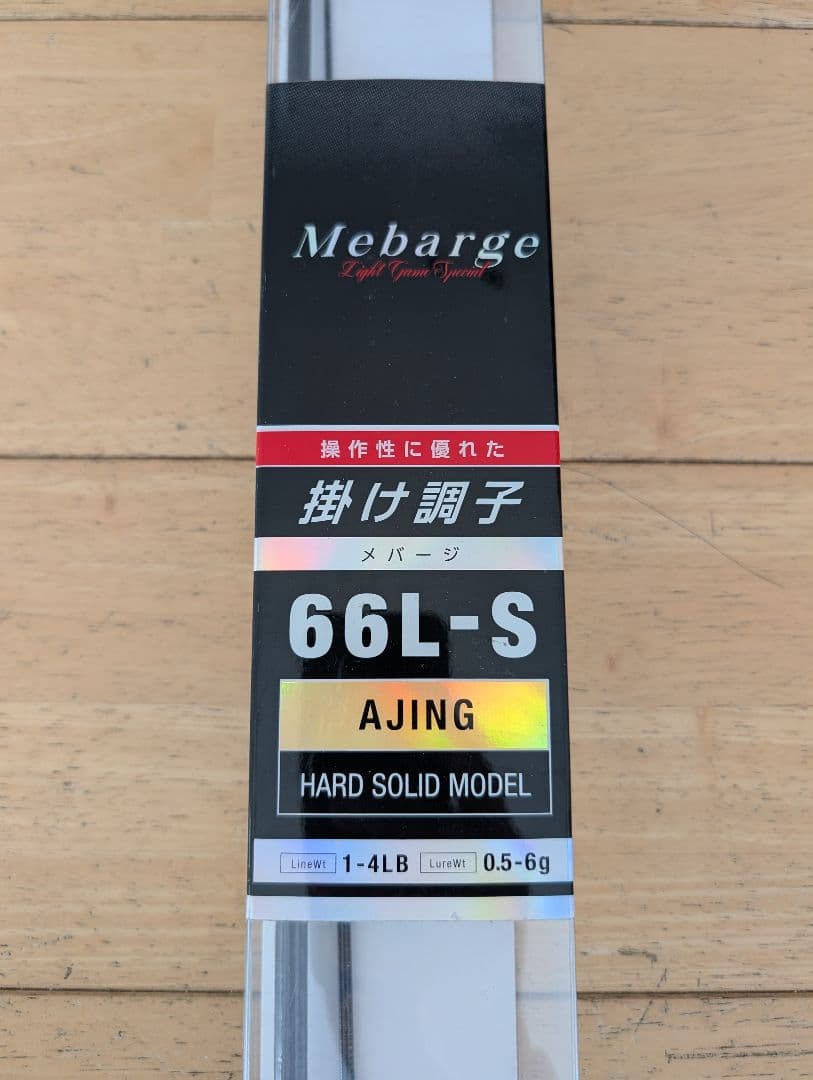 Mebarge
Light Game Special
操作性に優れた
掛け調子
メバージ
66L-S
AJING
HARD SOLID MODEL
LineWt 1-4LB LureWt 0.5-6g